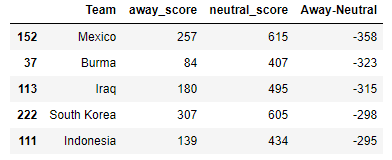 Team away_score neutral_score Away-Neutral
152 Mexico 257 615 -358
37 Burma 84 407 -323
113 Iraq 180 495 -315
222 South Korea 307 605 -298
111 Indonesia 139 434 -295